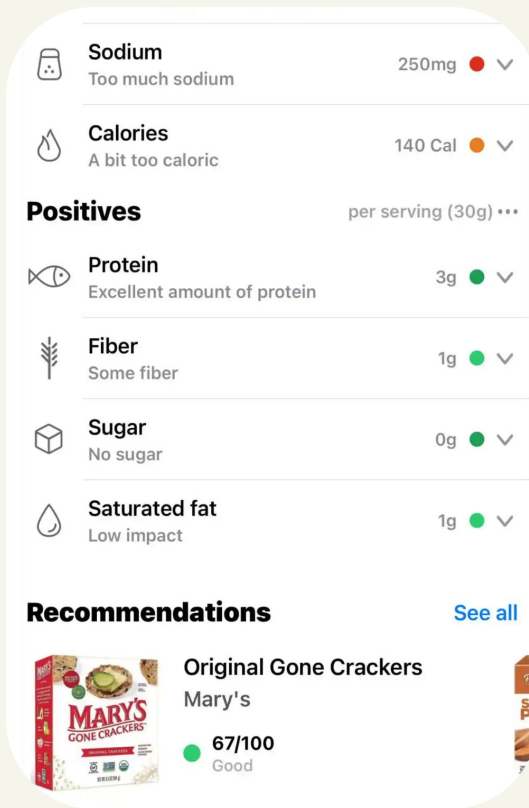 Sodium
250mg
Too much sodium
Calories
140 Cal
A bit too caloric
Positives
per serving (30g) •••
Protein
3g
Excellent amount of protein
Fiber
1g
Some fiber
Sugar
0g
No sugar
Saturated fat
1g
Low impact
Recommendations
See all
Original Gone Crackers
Mary's
67/100
Good
MARY'S
GONE CRACKERS
ORIGINAL CRACKERS